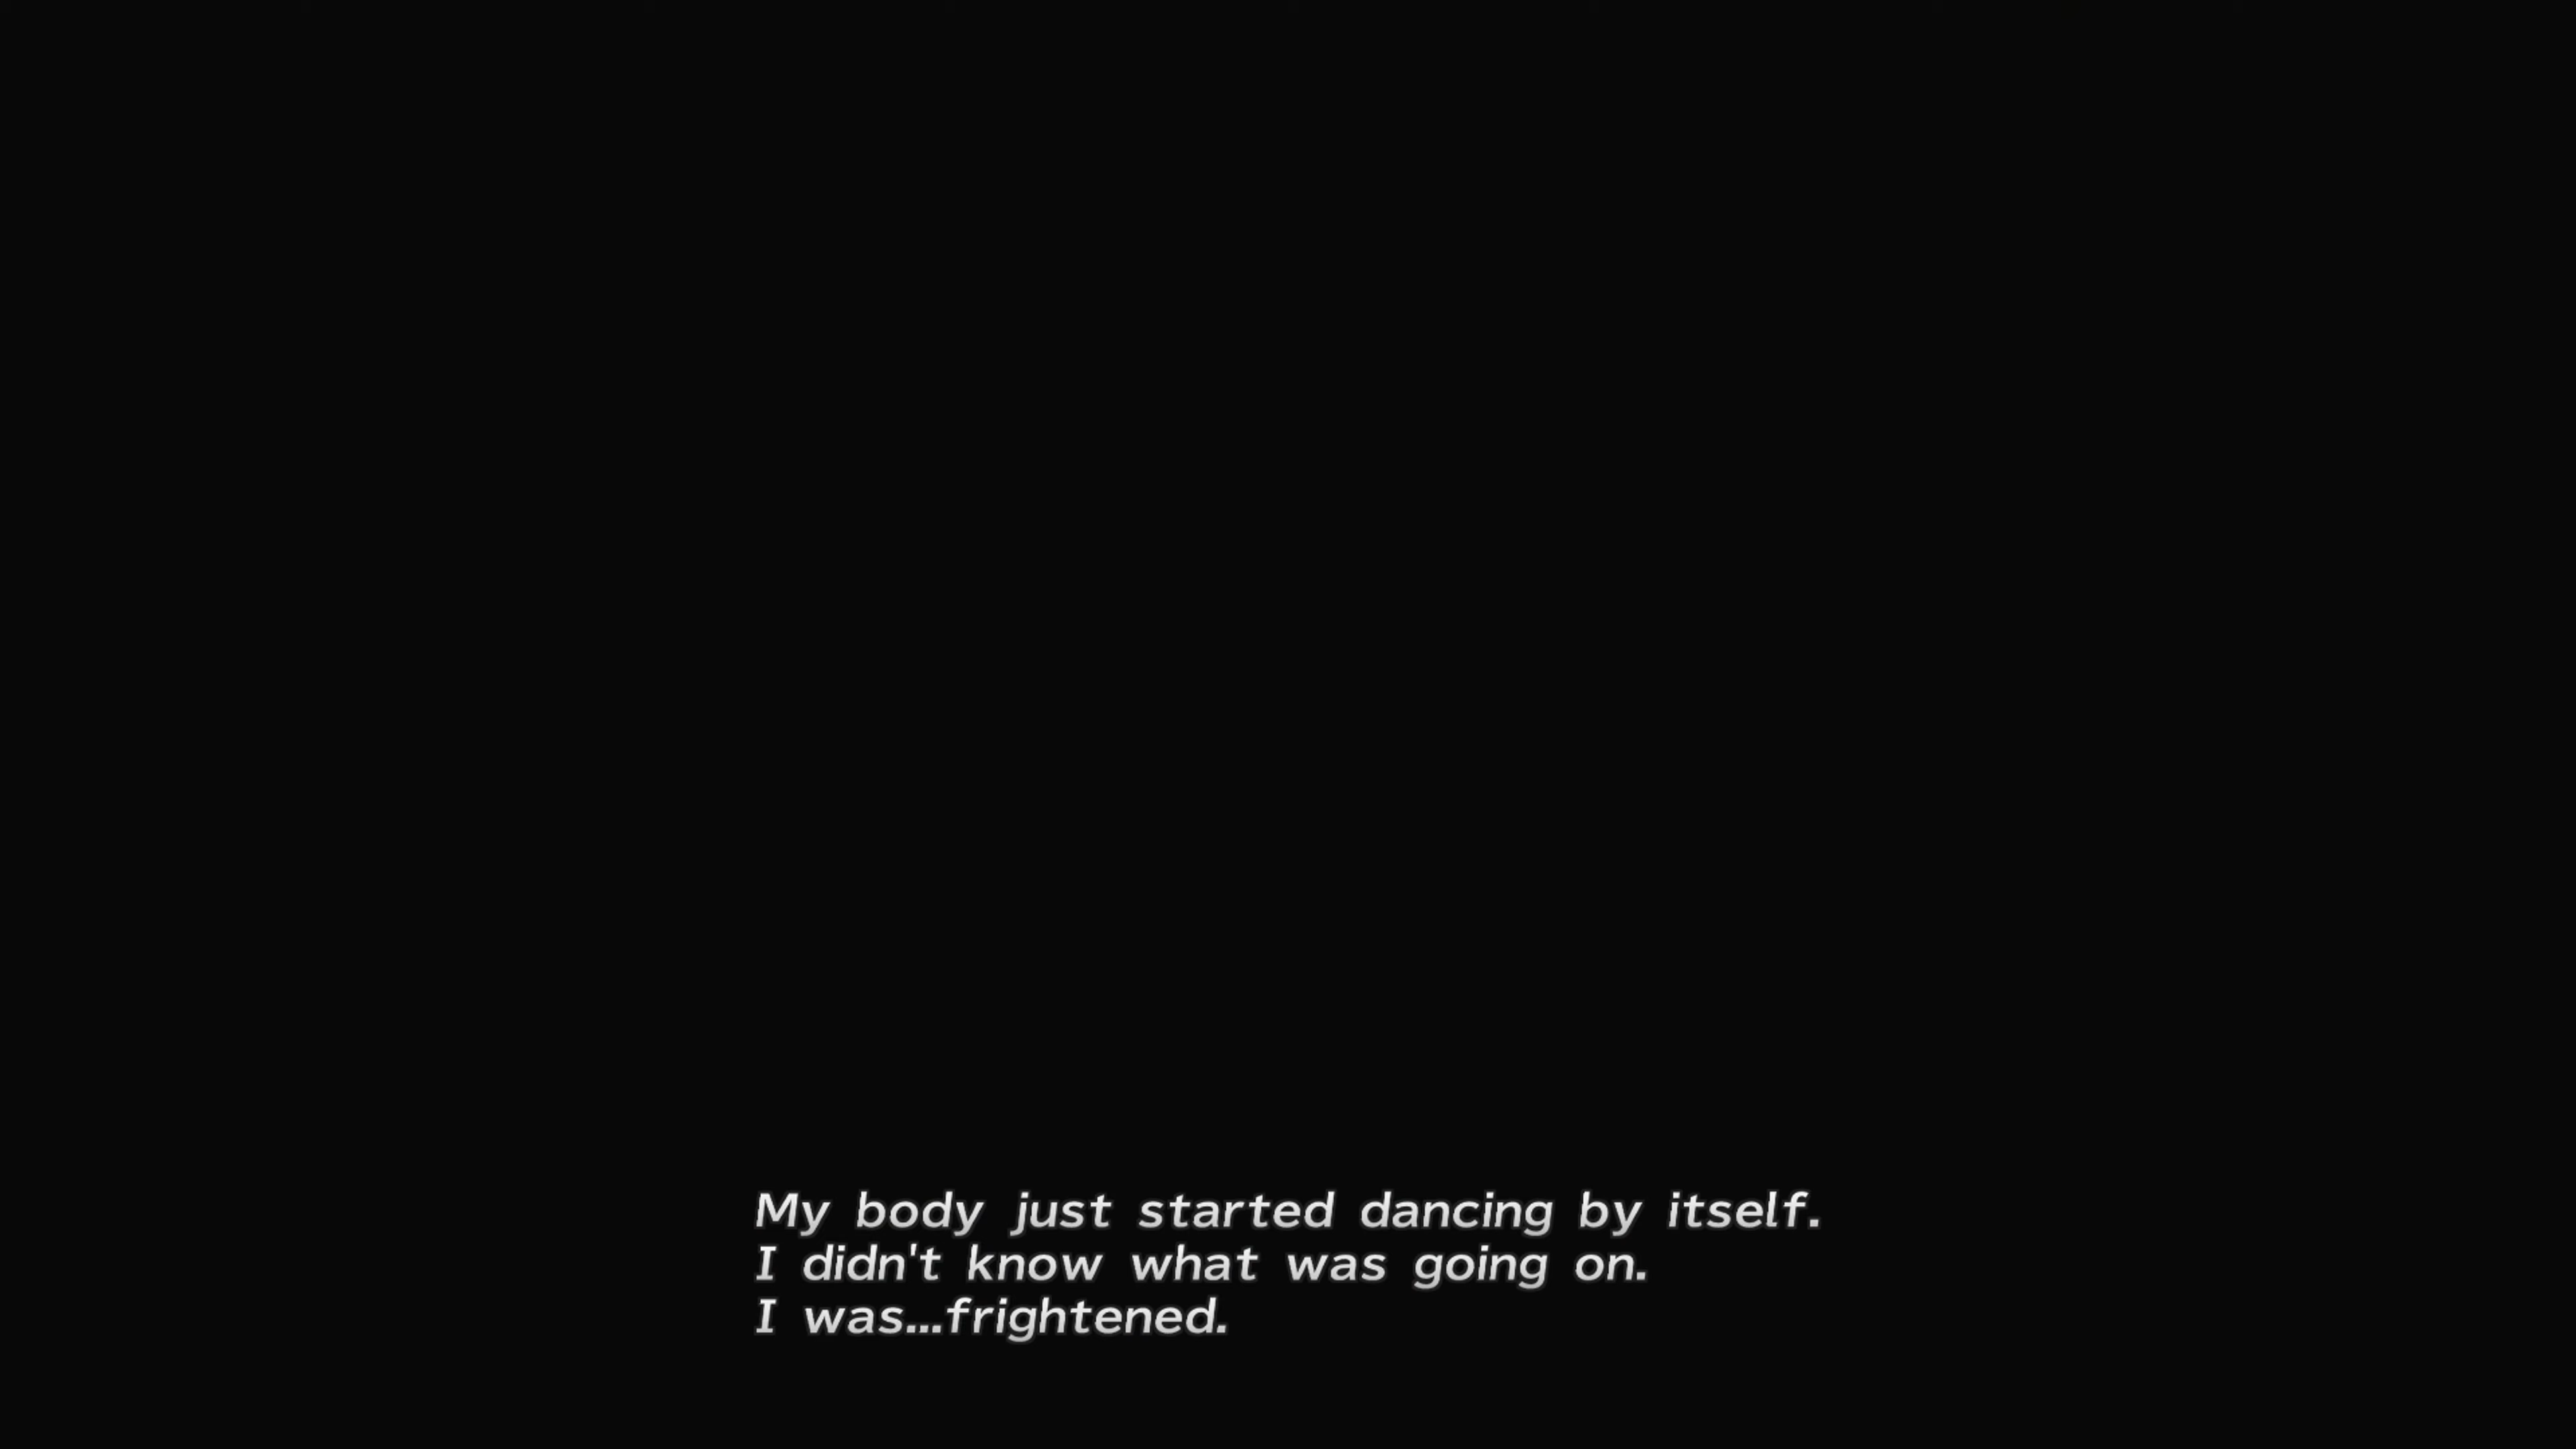 My body just started dancing by itself.
I didn't know what was going on.
I was...frightened.